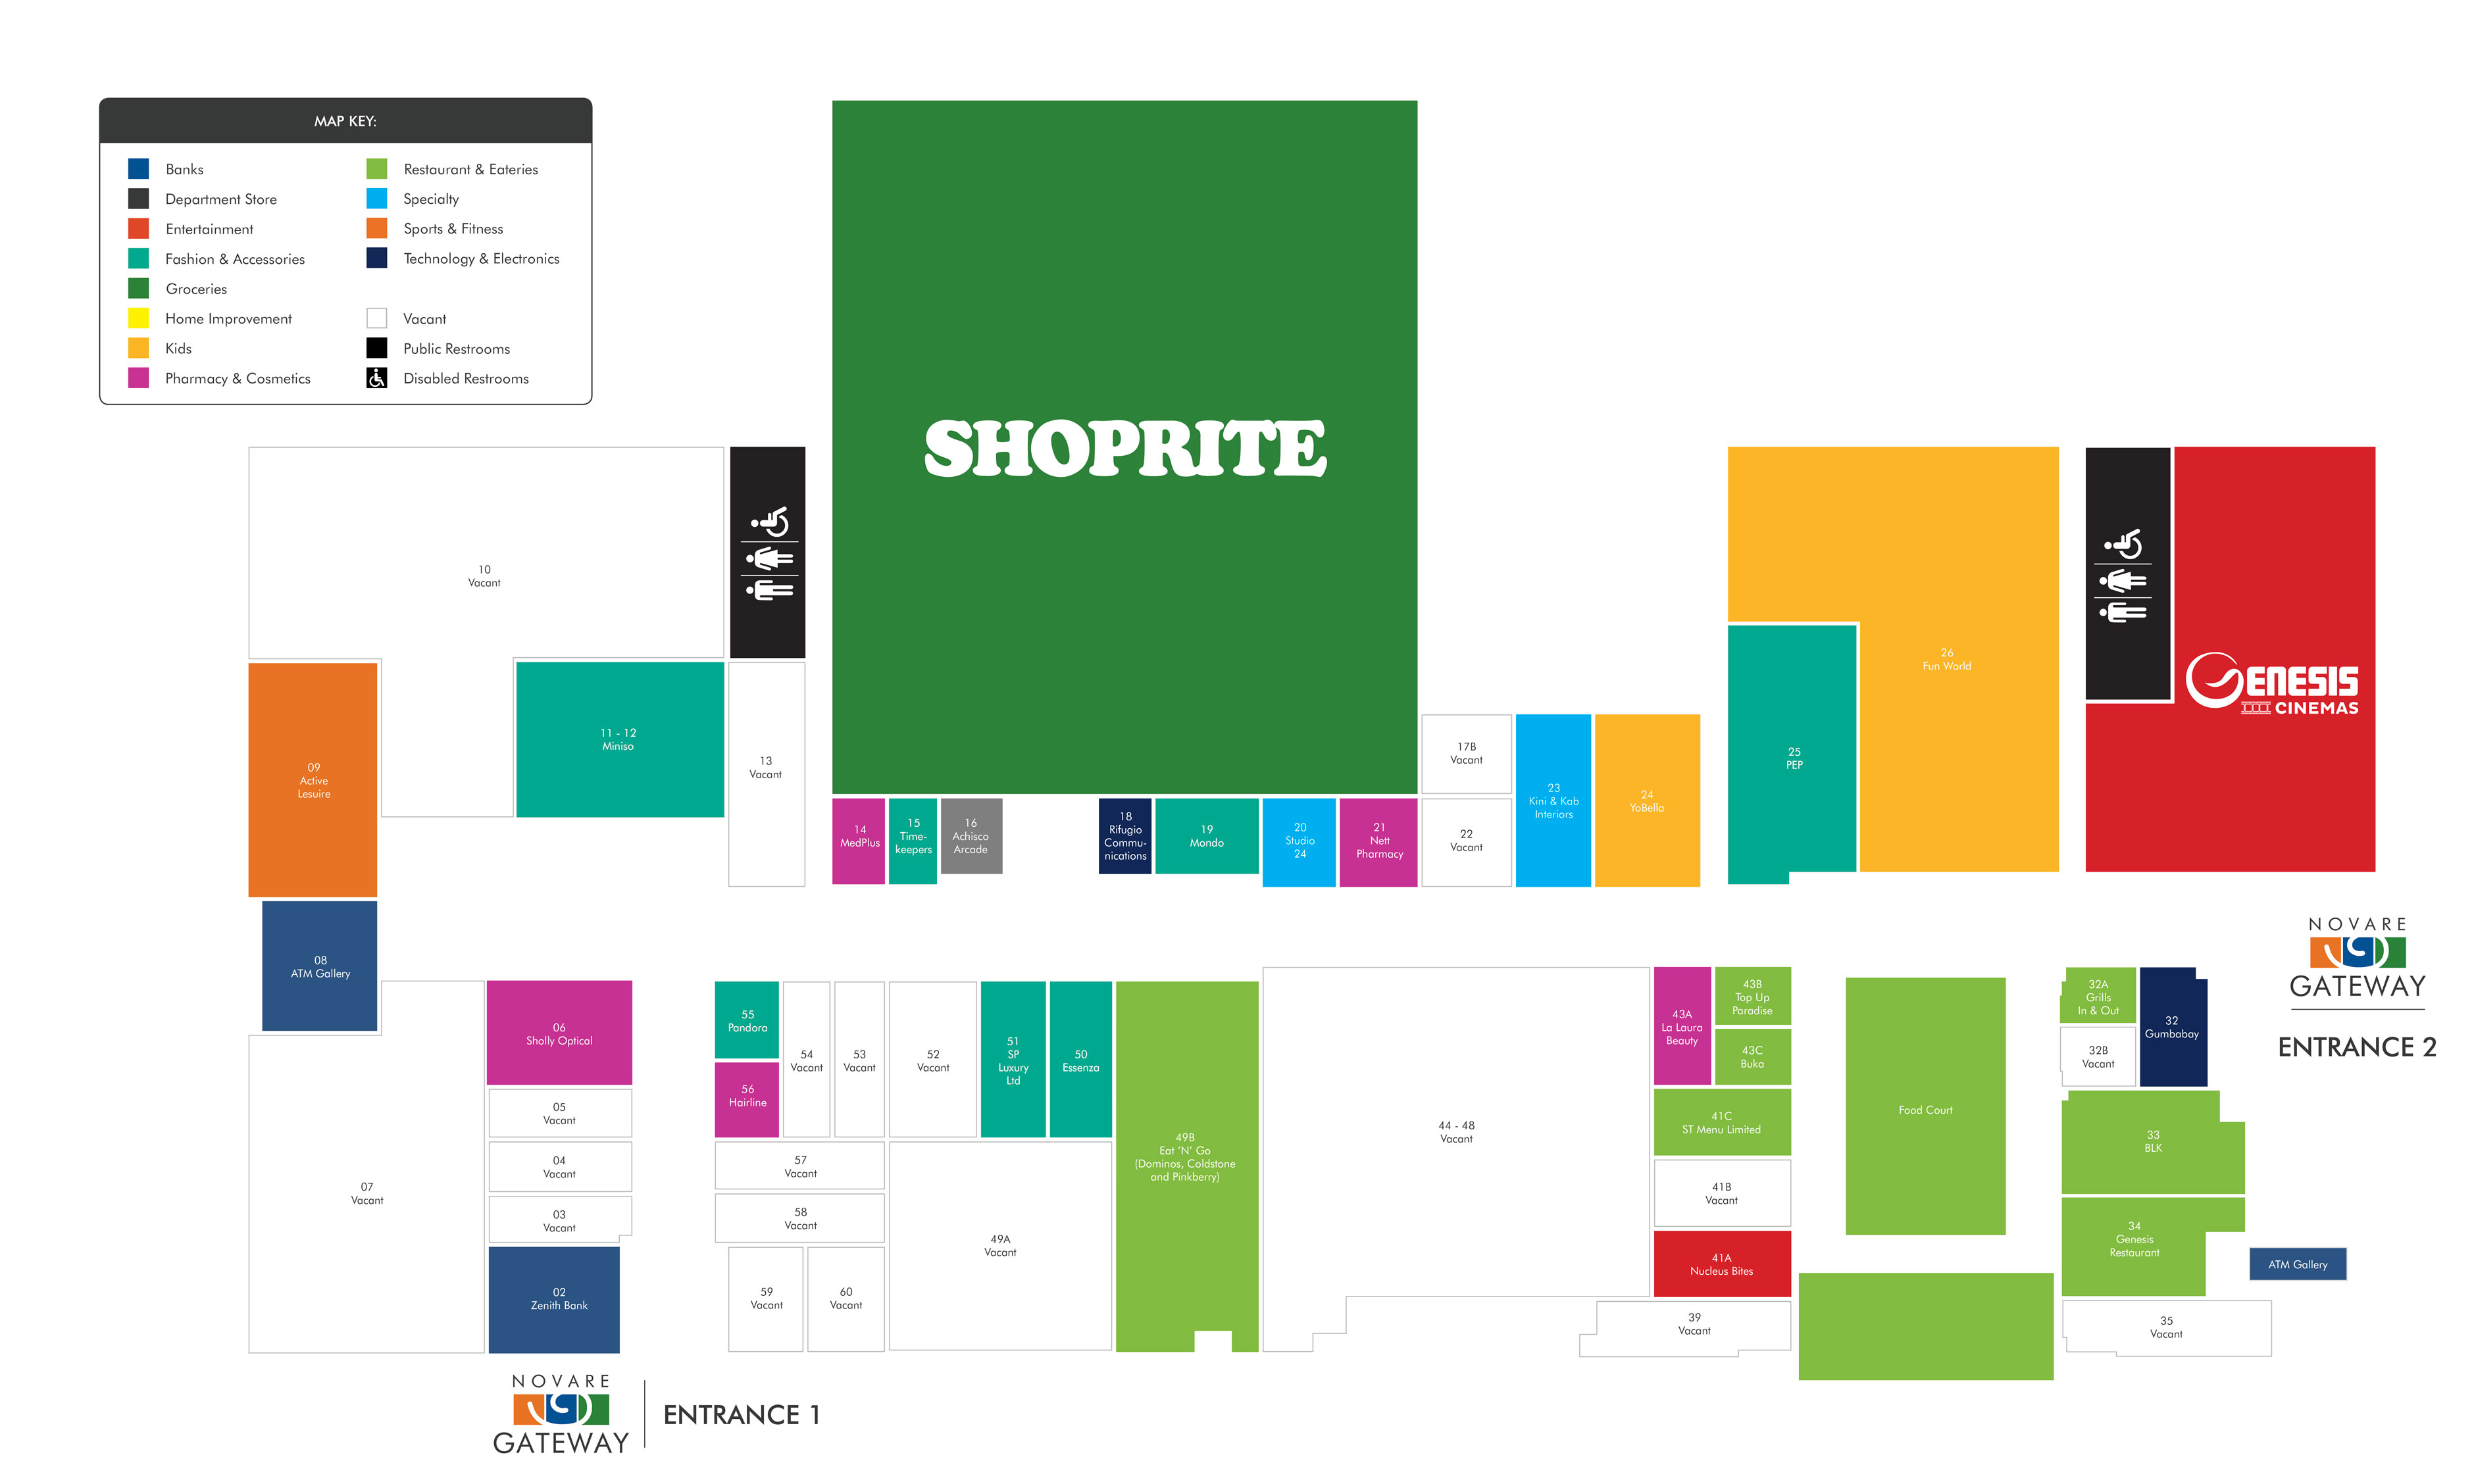 MAP KEY:
Banks
Department Store
Entertainment
Fashion & Accessories
Groceries
Home Improvement
Kids
Pharmacy & Cosmetics
Restaurant & Eateries
Specialty
Sports & Fitness
Technology & Electronics
Vacant
Public Restrooms
Disabled Restrooms
SHOPRITE
10
Vacant
09
Active
Lesuire
11 - 12
Miniso
13
Vacant
14
MedPlus
15
Time-
keepers
16
Achisco
Arcade
18
Rifugio
Commu-
nications
19
Mondo
20
Studio
24
21
Nett
Pharmacy
17B
Vacant
22
Vacant
23
Kini & Kab
Interiors
24
YoBella
25
PEP
26
Fun World
GENESIS
CINEMAS
08
ATM Gallery
07
Vacant
06
Sholly Optical
05
Vacant
04
Vacant
03
Vacant
02
Zenith Bank
55
Pandora
56
Hairline
54
Vacant
53
Vacant
52
Vacant
51
SP
Luxury
Ltd
50
Essenza
57
Vacant
58
Vacant
59
Vacant
60
Vacant
49A
Vacant
49B
Eat ‘N’ Go
(Dominos, Coldstone
and Pinkberry)
44 - 48
Vacant
43A
La Laura
Beauty
43B
Top Up
Paradise
43C
Buka
41C
ST Menu Limited
41B
Vacant
41A
Nucleus Bites
39
Vacant
Food Court
32A
Grills
In & Out
32
Gumbabay
32B
Vacant
33
BLK
34
Genesis
Restaurant
ATM Gallery
35
Vacant
NOVARE
GATEWAY
ENTRANCE 2
NOVARE
GATEWAY
ENTRANCE 1